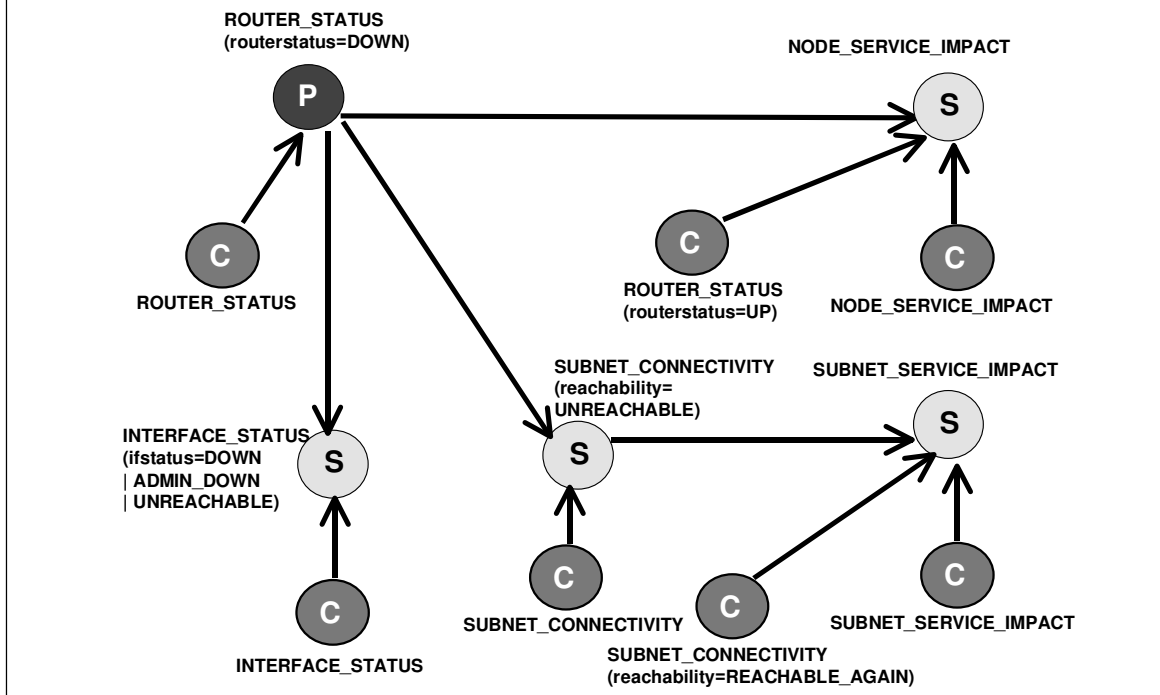 ROUTER_STATUS
(routerstatus=DOWN)
P
NODE_SERVICE_IMPACT
S
C
ROUTER_STATUS
C
ROUTER_STATUS
(routerstatus=UP)
C
NODE_SERVICE_IMPACT
INTERFACE_STATUS
(ifstatus=DOWN
| ADMIN_DOWN
| UNREACHABLE)
S
SUBNET_CONNECTIVITY
(reachability=
UNREACHABLE)
S
SUBNET_SERVICE_IMPACT
S
C
INTERFACE_STATUS
C
SUBNET_CONNECTIVITY
C
SUBNET_CONNECTIVITY
(reachability=REACHABLE_AGAIN)
C
SUBNET_SERVICE_IMPACT